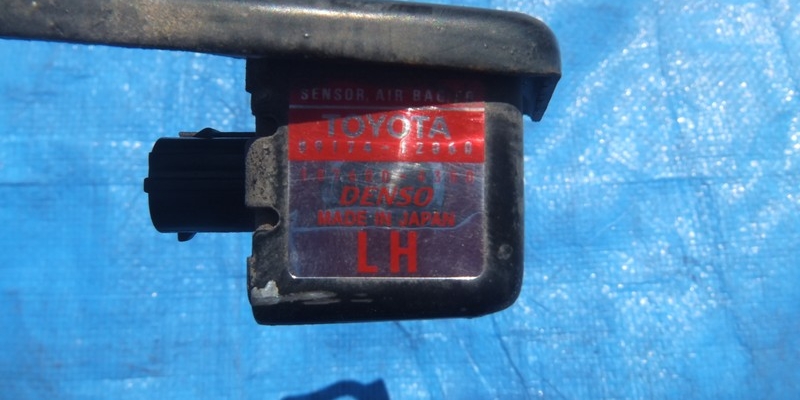 SENSOR, AIR BAG
TOYOTA
DENSO
MADE IN JAPAN
LH